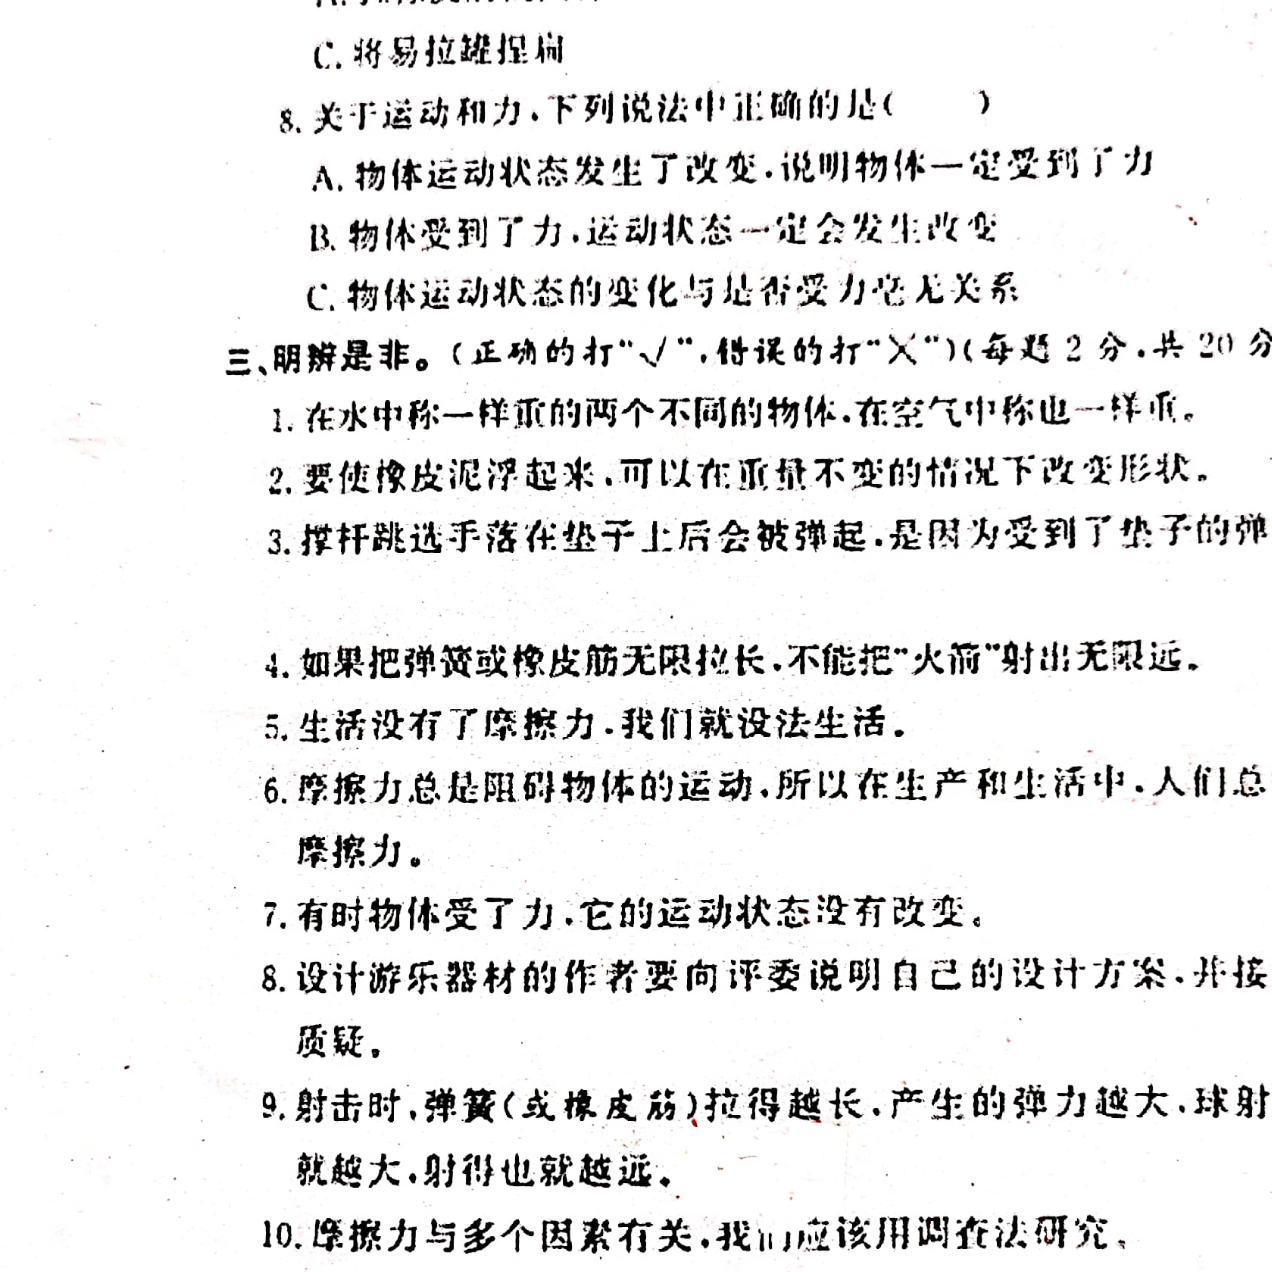 C. 将易拉罐捏扁
8. 关于运动和力,下列说法中正确的是(　　)
A. 物体运动状态发生了改变,说明物体一定受到了力
B. 物体受到了力,运动状态一定会发生改变
C. 物体运动状态的变化与是否受力毫无关系
三、明辨是非。(正确的打“√”,错误的打“X”)(每题 2 分,共 20 分
1. 在水中称一样重的两个不同的物体,在空气中称也一样重。
2. 要使橡皮泥浮起来,可以在重量不变的情况下改变形状。
3. 撑杆跳选手落在垫子上后会被弹起,是因为受到了垫子的弹
4. 如果把弹簧或橡皮筋无限拉长,不能把“火箭”射出无限远。
5. 生活没有了摩擦力,我们就没法生活。
6. 摩擦力总是阻碍物体的运动,所以在生产和生活中,人们总
摩擦力。
7. 有时物体受了力,它的运动状态没有改变。
8. 设计游乐器材的作者要向评委说明自己的设计方案,并接
质疑。
9. 射击时,弹簧(或橡皮筋)拉得越长,产生的弹力越大,球射
就越大,射得也就越远。
10. 摩擦力与多个因素有关,我们应该用调查法研究。